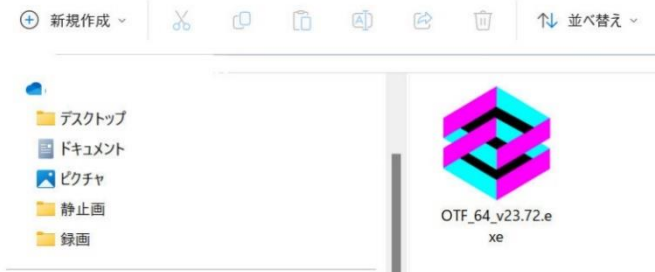 新規作成
並べ替え
デスクトップ
ドキュメント
ピクチャ
静止画
録画
OTF_64_v23.72.e
xe